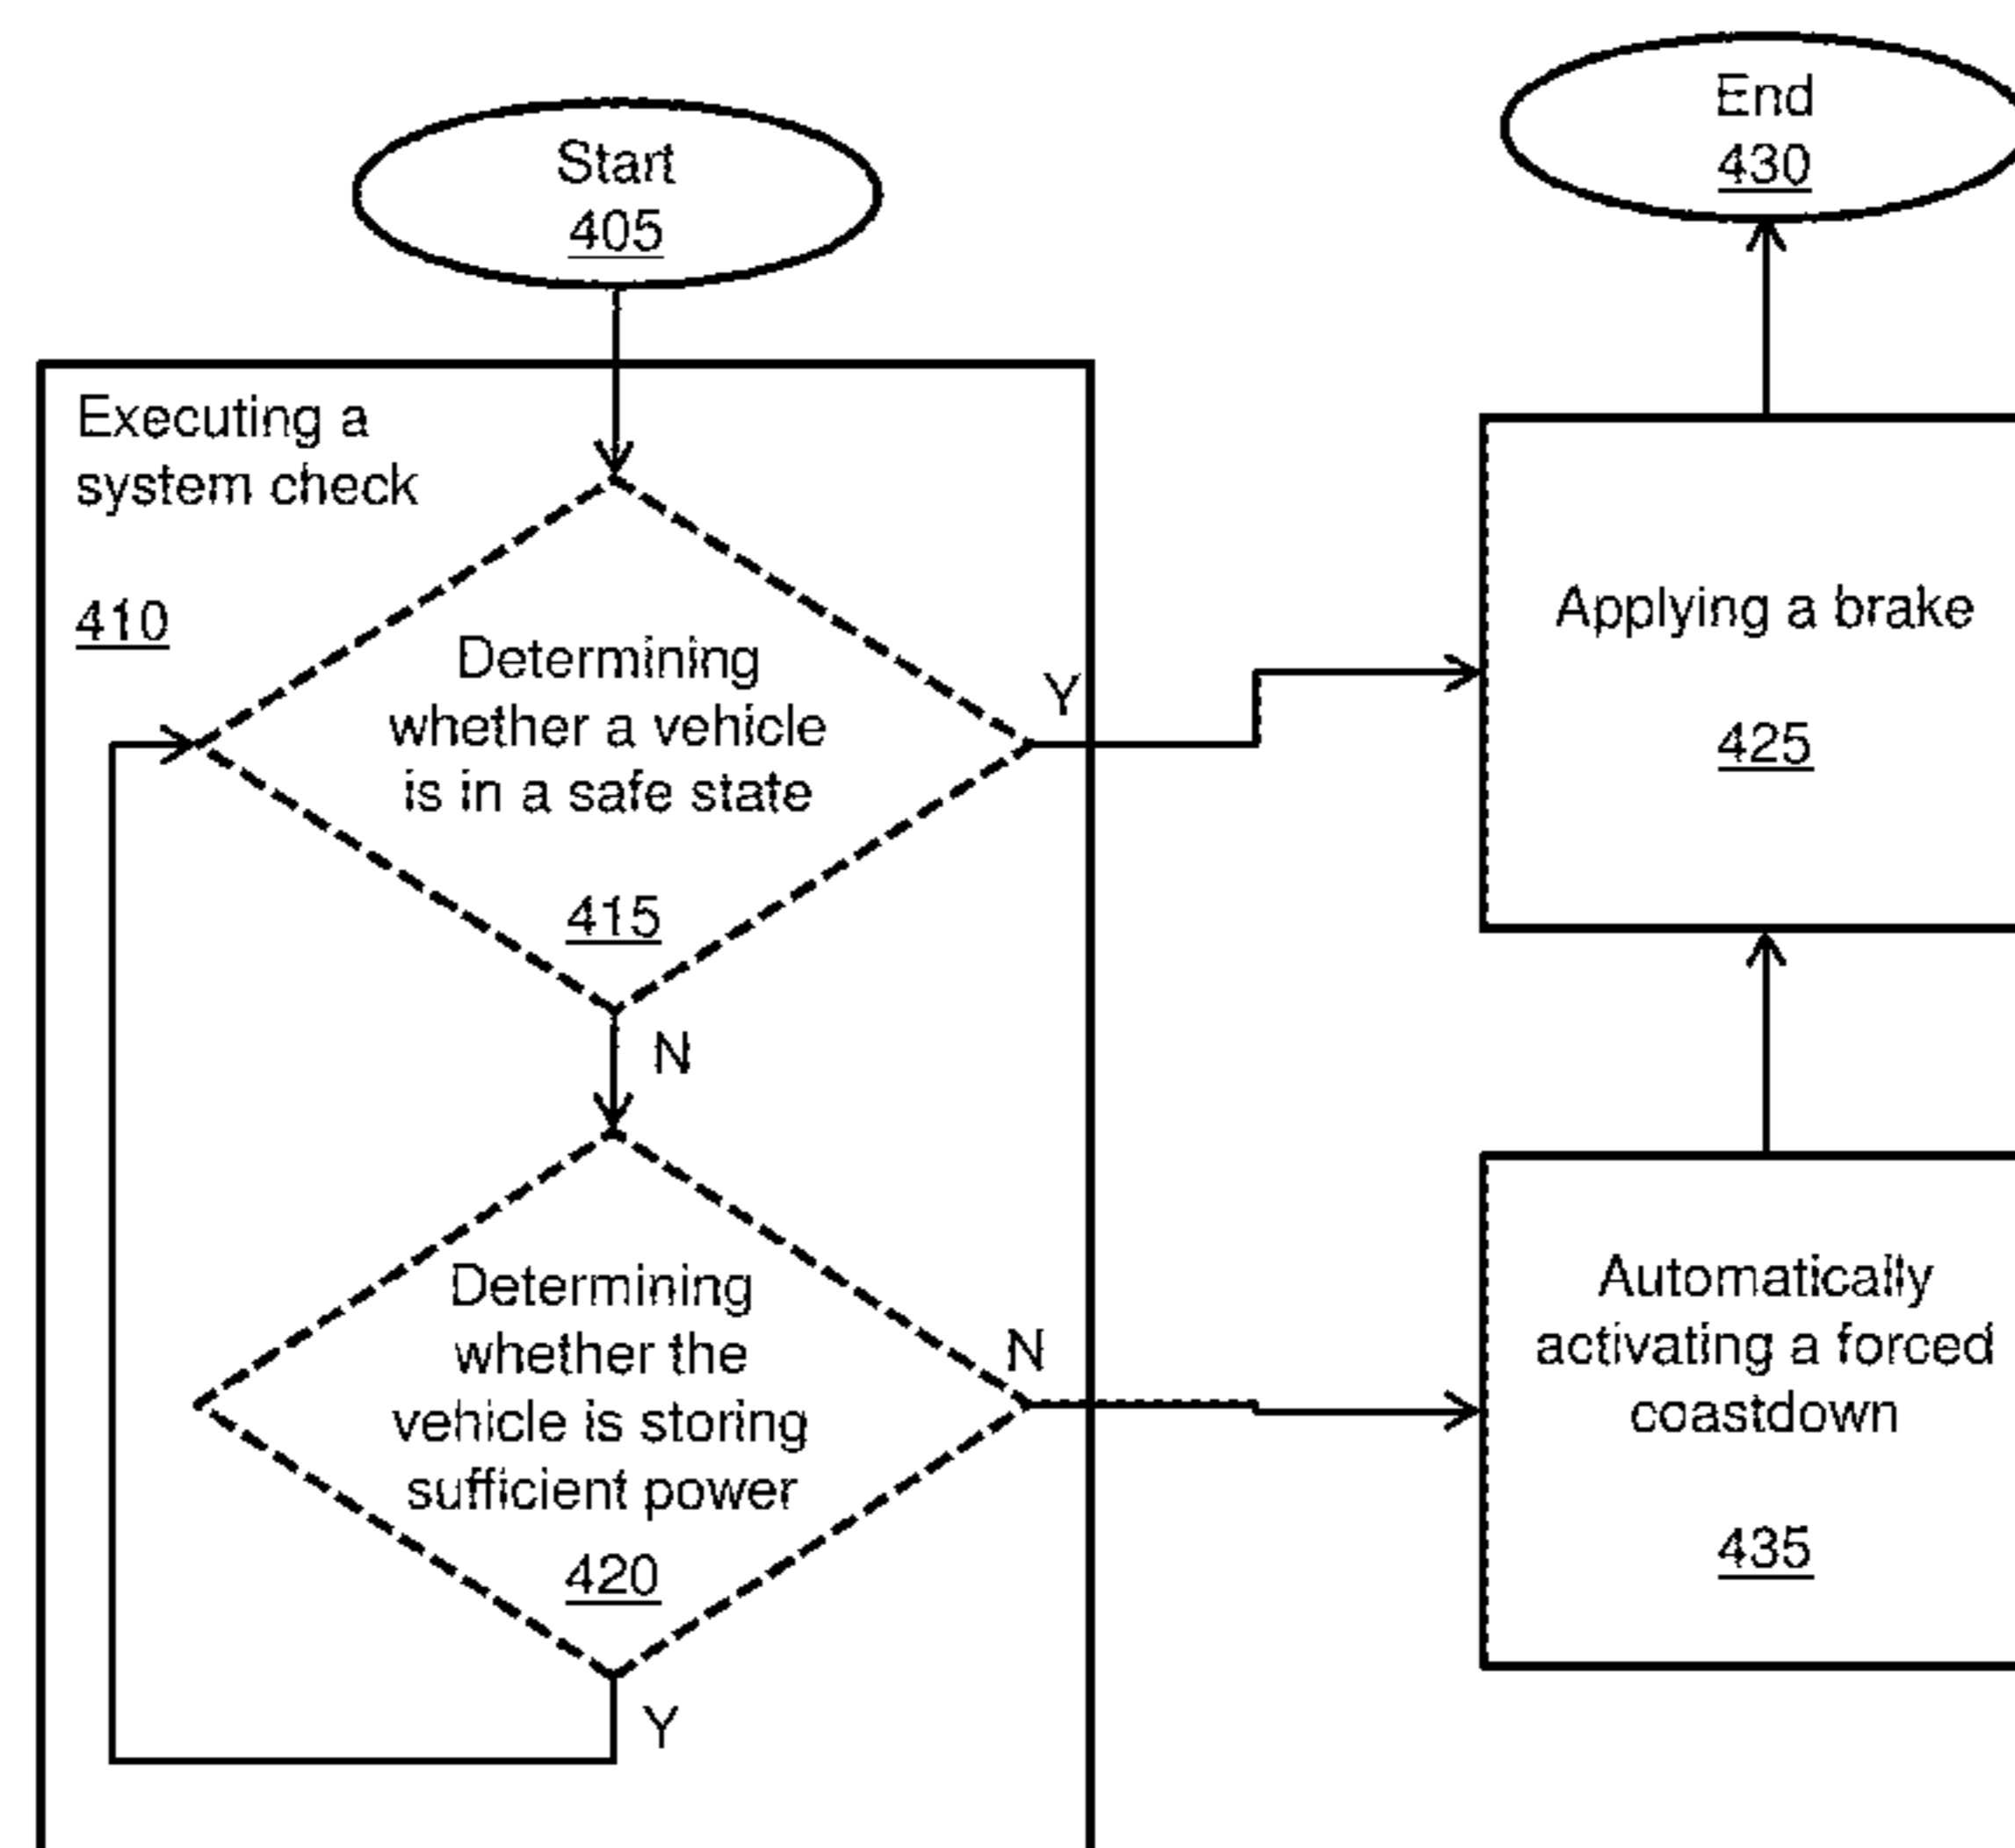 Start
405
Executing a
system check
410
Determining
whether a vehicle
is in a safe state
415
Y
N
Determining
whether the
vehicle is storing
sufficient power
420
N
Y
End
430
Applying a brake
425
Automatically
activating a forced
coastdown
435